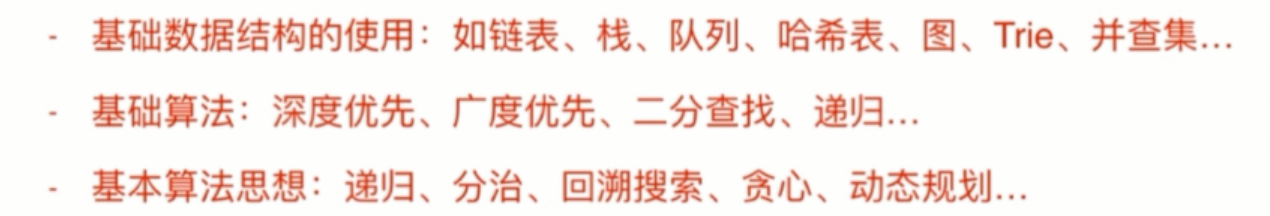 - 基础数据结构的使用：如链表、栈、队列、哈希表、图、Trie、并查集...
- 基础算法：深度优先、广度优先、二分查找、递归...
- 基本算法思想：递归、分治、回溯搜索、贪心、动态规划...